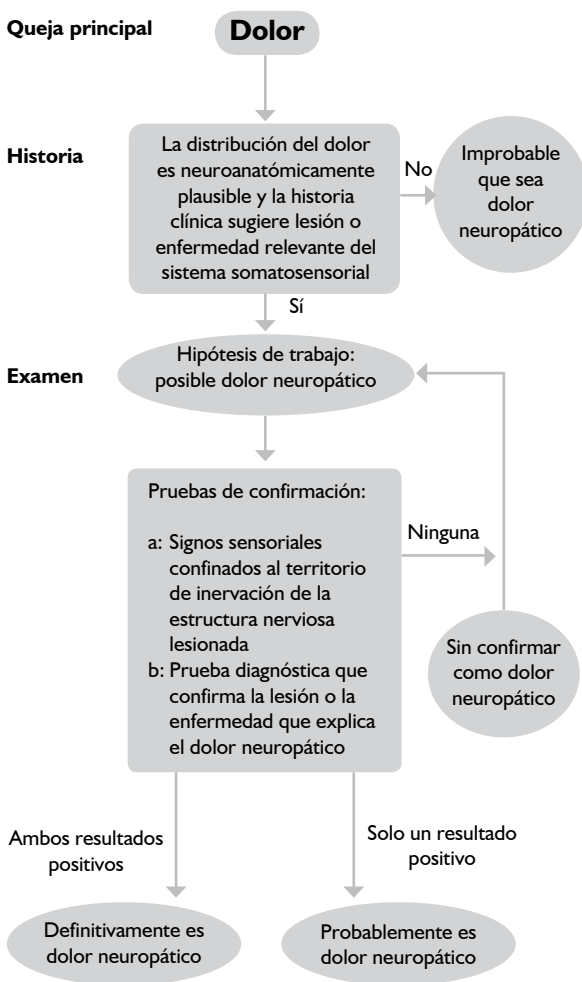 Queja principal
Dolor
Historia
La distribución del dolor
es neuroanatómicamente
plausible y la historia
clínica sugiere lesión o
enfermedad relevante del
sistema somatosensorial
No
Improbable
que sea
dolor
neuropático
Sí
Examen
Hipótesis de trabajo:
posible dolor neuropático
Pruebas de confirmación:
a: Signos sensoriales
confinados al territorio
de inervación de la
estructura nerviosa
lesionada
b: Prueba diagnóstica que
confirma la lesión o la
enfermedad que explica
el dolor neuropático
Ninguna
Sin confirmar
como dolor
neuropático
Ambos resultados
positivos
Solo un resultado
positivo
Definitivamente es
dolor neuropático
Probablemente es
dolor neuropático